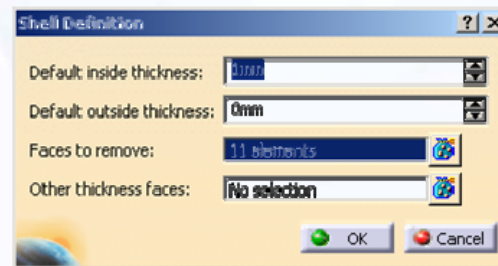 Shell Definition
Default inside thickness: 1mm
Default outside thickness: 0mm
Faces to remove: 11 elements
Other thickness faces: No selection
OK Cancel